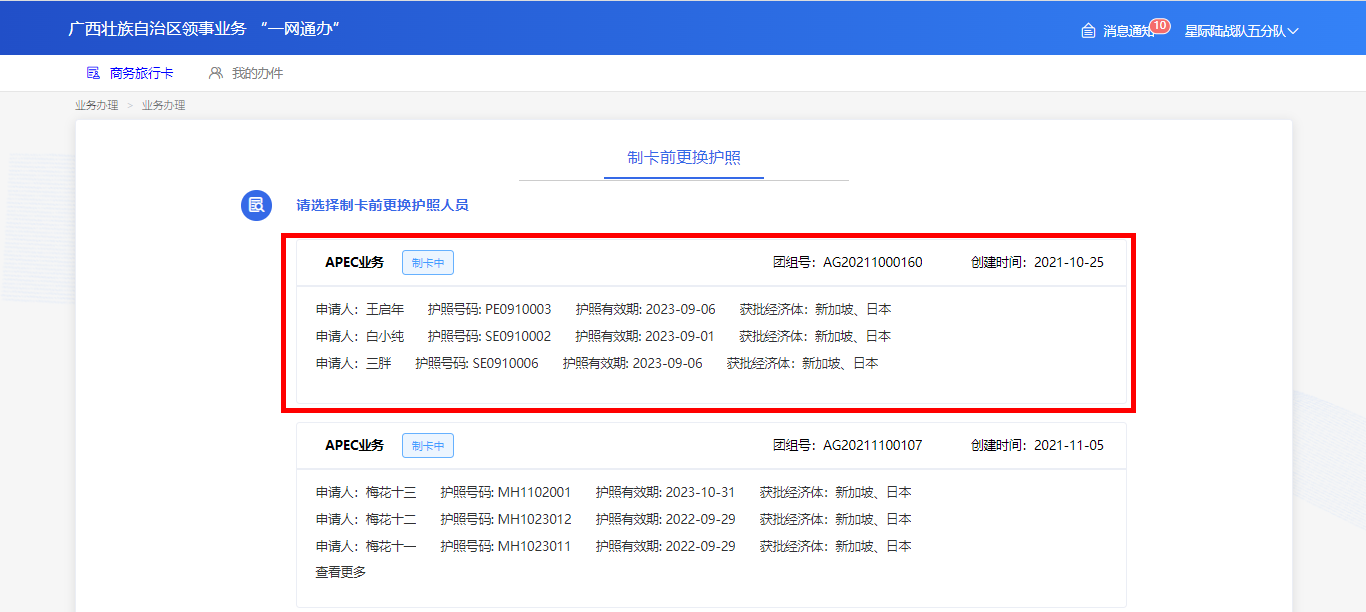 广西壮族自治区领事业务 “一网通办”
消息通知 10 星际陆战队五分队
商务旅行卡 我的办件
业务办理 > 业务办理
制卡前更换护照
请选择制卡前更换护照人员
APEC业务 制卡中 团组号：AG20211000160 创建时间：2021-10-25
申请人：王启年 护照号码: PE0910003 护照有效期: 2023-09-06 获批经济体：新加坡、日本
申请人：白小纯 护照号码: SE0910002 护照有效期: 2023-09-01 获批经济体：新加坡、日本
申请人：三胖 护照号码: SE0910006 护照有效期: 2023-09-06 获批经济体：新加坡、日本
APEC业务 制卡中 团组号：AG20211100107 创建时间：2021-11-05
申请人：梅花十三 护照号码: MH1102001 护照有效期: 2023-10-31 获批经济体：新加坡、日本
申请人：梅花十二 护照号码: MH1023012 护照有效期: 2022-09-29 获批经济体：新加坡、日本
申请人：梅花十一 护照号码: MH1023011 护照有效期: 2022-09-29 获批经济体：新加坡、日本
查看更多